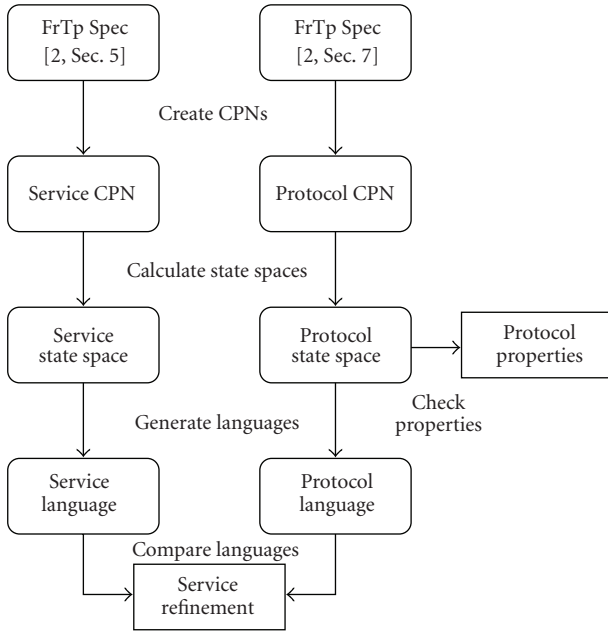 FrTp Spec
[2, Sec. 5]
FrTp Spec
[2, Sec. 7]
Create CPNs
Service CPN
Protocol CPN
Calculate state spaces
Service
state space
Protocol
state space
Protocol
properties
Check
properties
Generate languages
Service
language
Protocol
language
Compare languages
Service
refinement